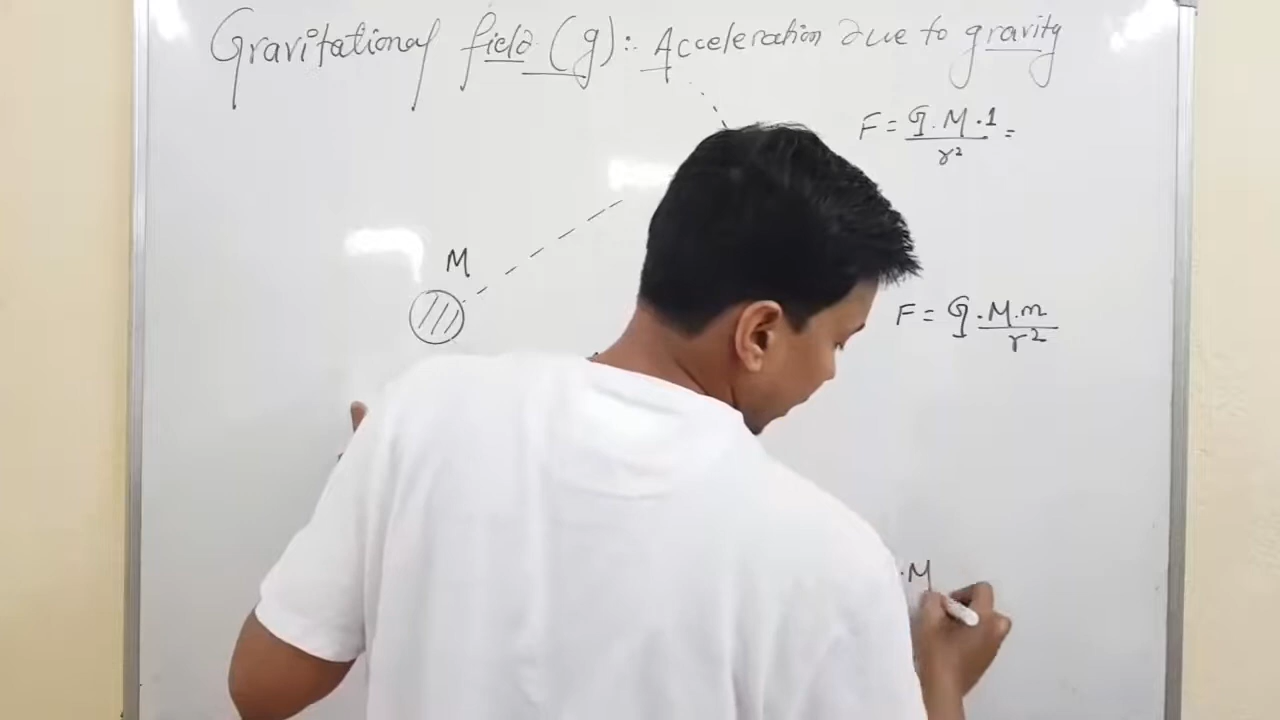 Gravitational field (g):- Acceleration due to gravity
F = G.M.1 / r² =
M
F = G.M.m / r²
.M